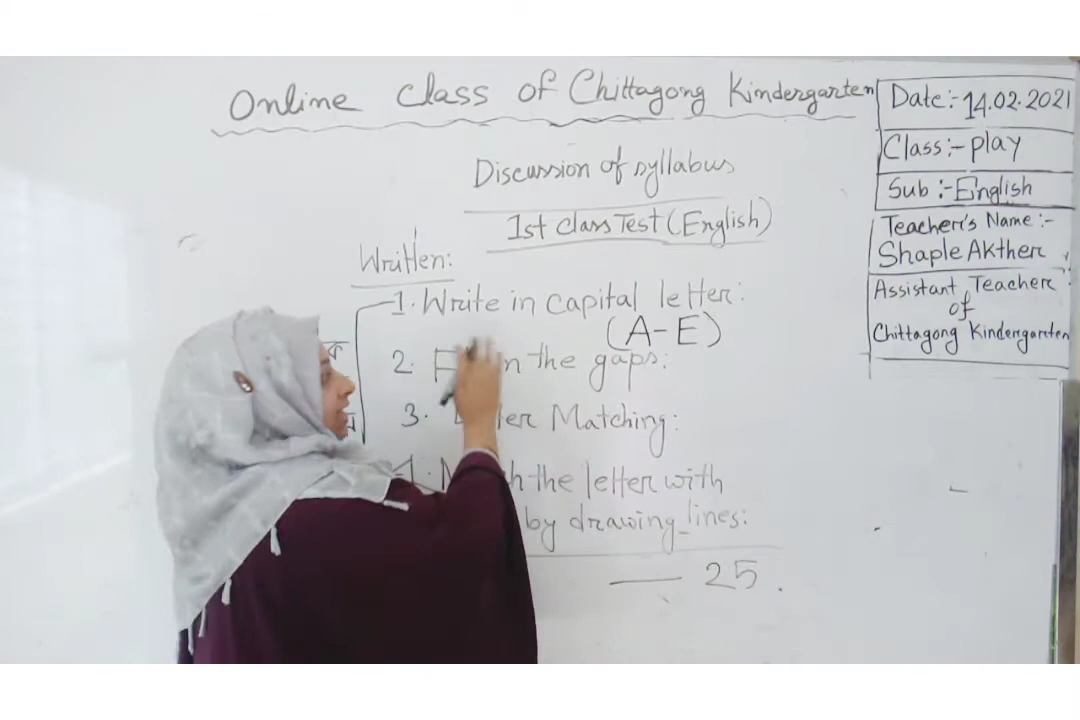 Online class of Chittagong Kindergarten
Discussion of syllabus
1st class Test (English)
Written:
1. Write in capital letter:
(A-E)
2. in the gaps:
3. Matching:
4. the letter with
by drawing lines:
— 25.
Date:- 14.02.2021
Class:- play
Sub:- English
Teacher's Name:-
Shaple Akther
Assistant Teacher
of
Chittagong Kindergarten